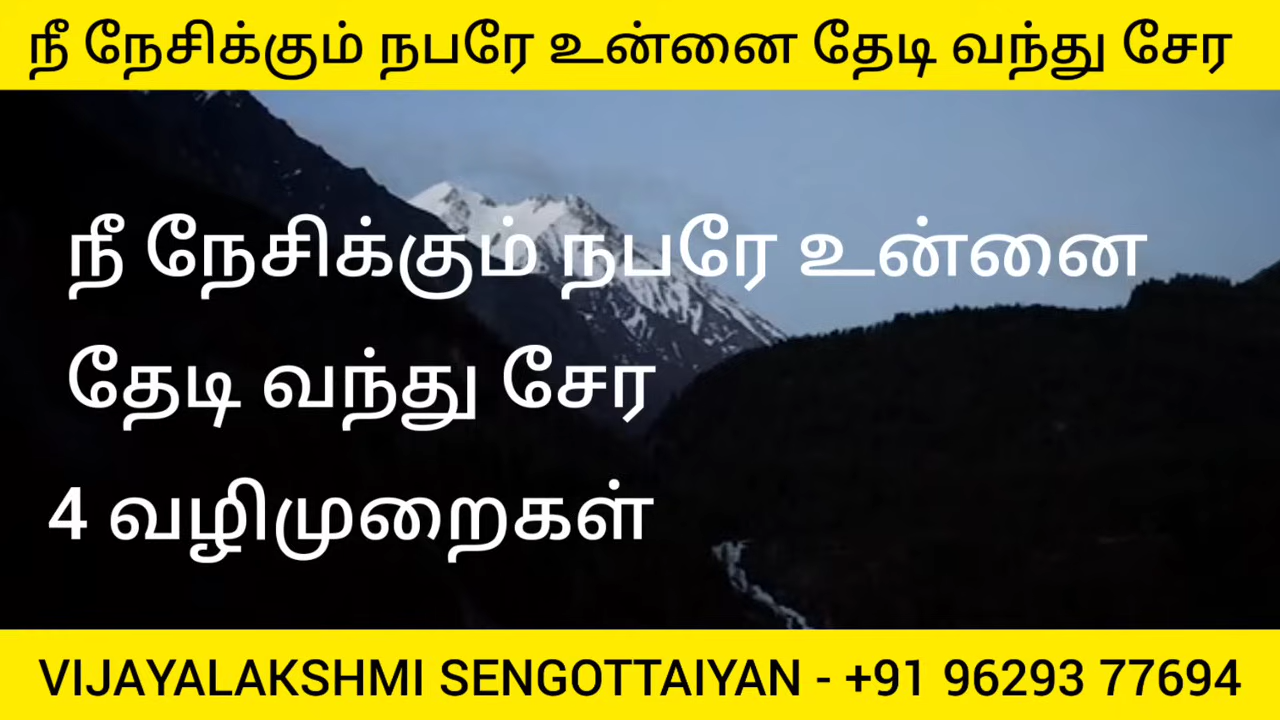 நீ நேசிக்கும் நபரே உன்னை தேடி வந்து சேர
நீ நேசிக்கும் நபரே உன்னை
தேடி வந்து சேர
4 வழிமுறைகள்
VIJAYALAKSHMI SENGOTTAIYAN - +91 96293 77694